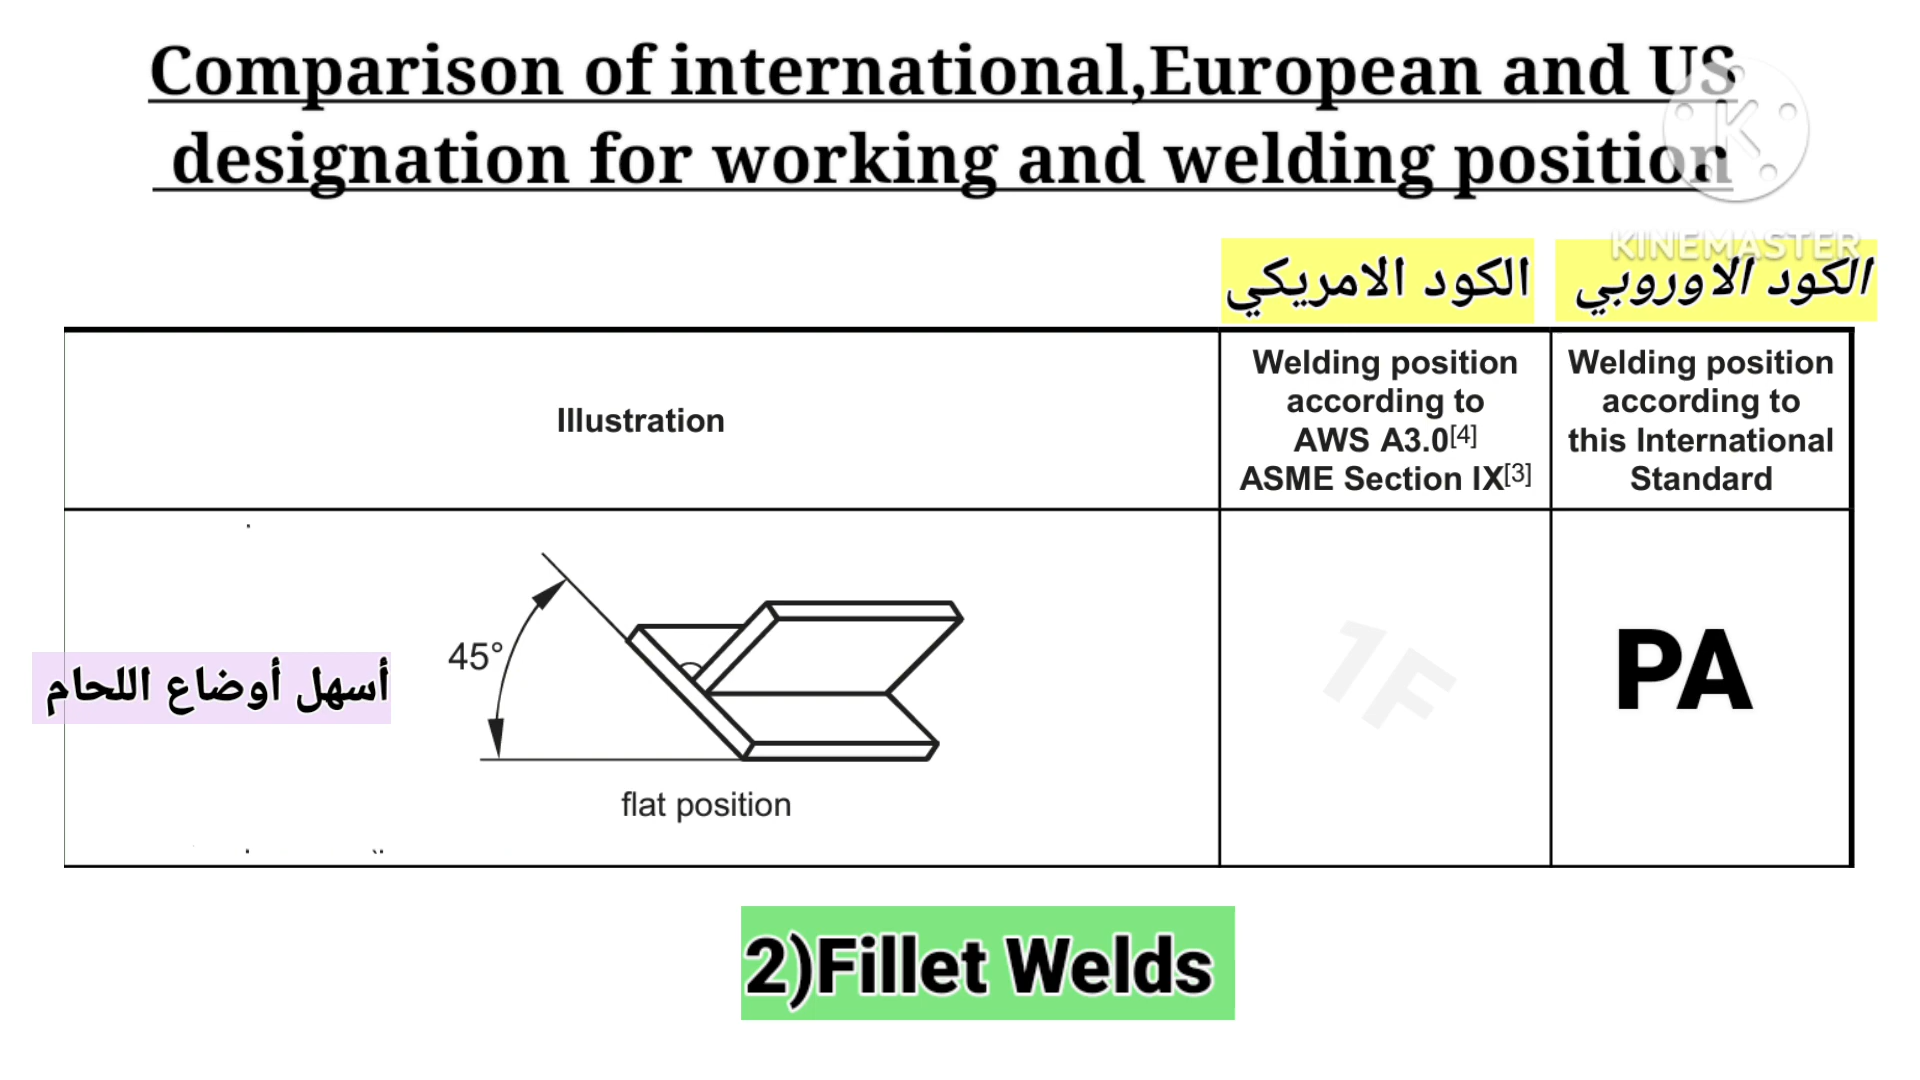 Comparison of international,European and US
designation for working and welding position
KINEMASTER
الكود الامريكي
الكود الاوروبي
Illustration
Welding position
according to
AWS A3.0[4]
ASME Section IX[3]
Welding position
according to
this International
Standard
أسهل أوضاع اللحام
45°
flat position
1F
PA
2)Fillet Welds